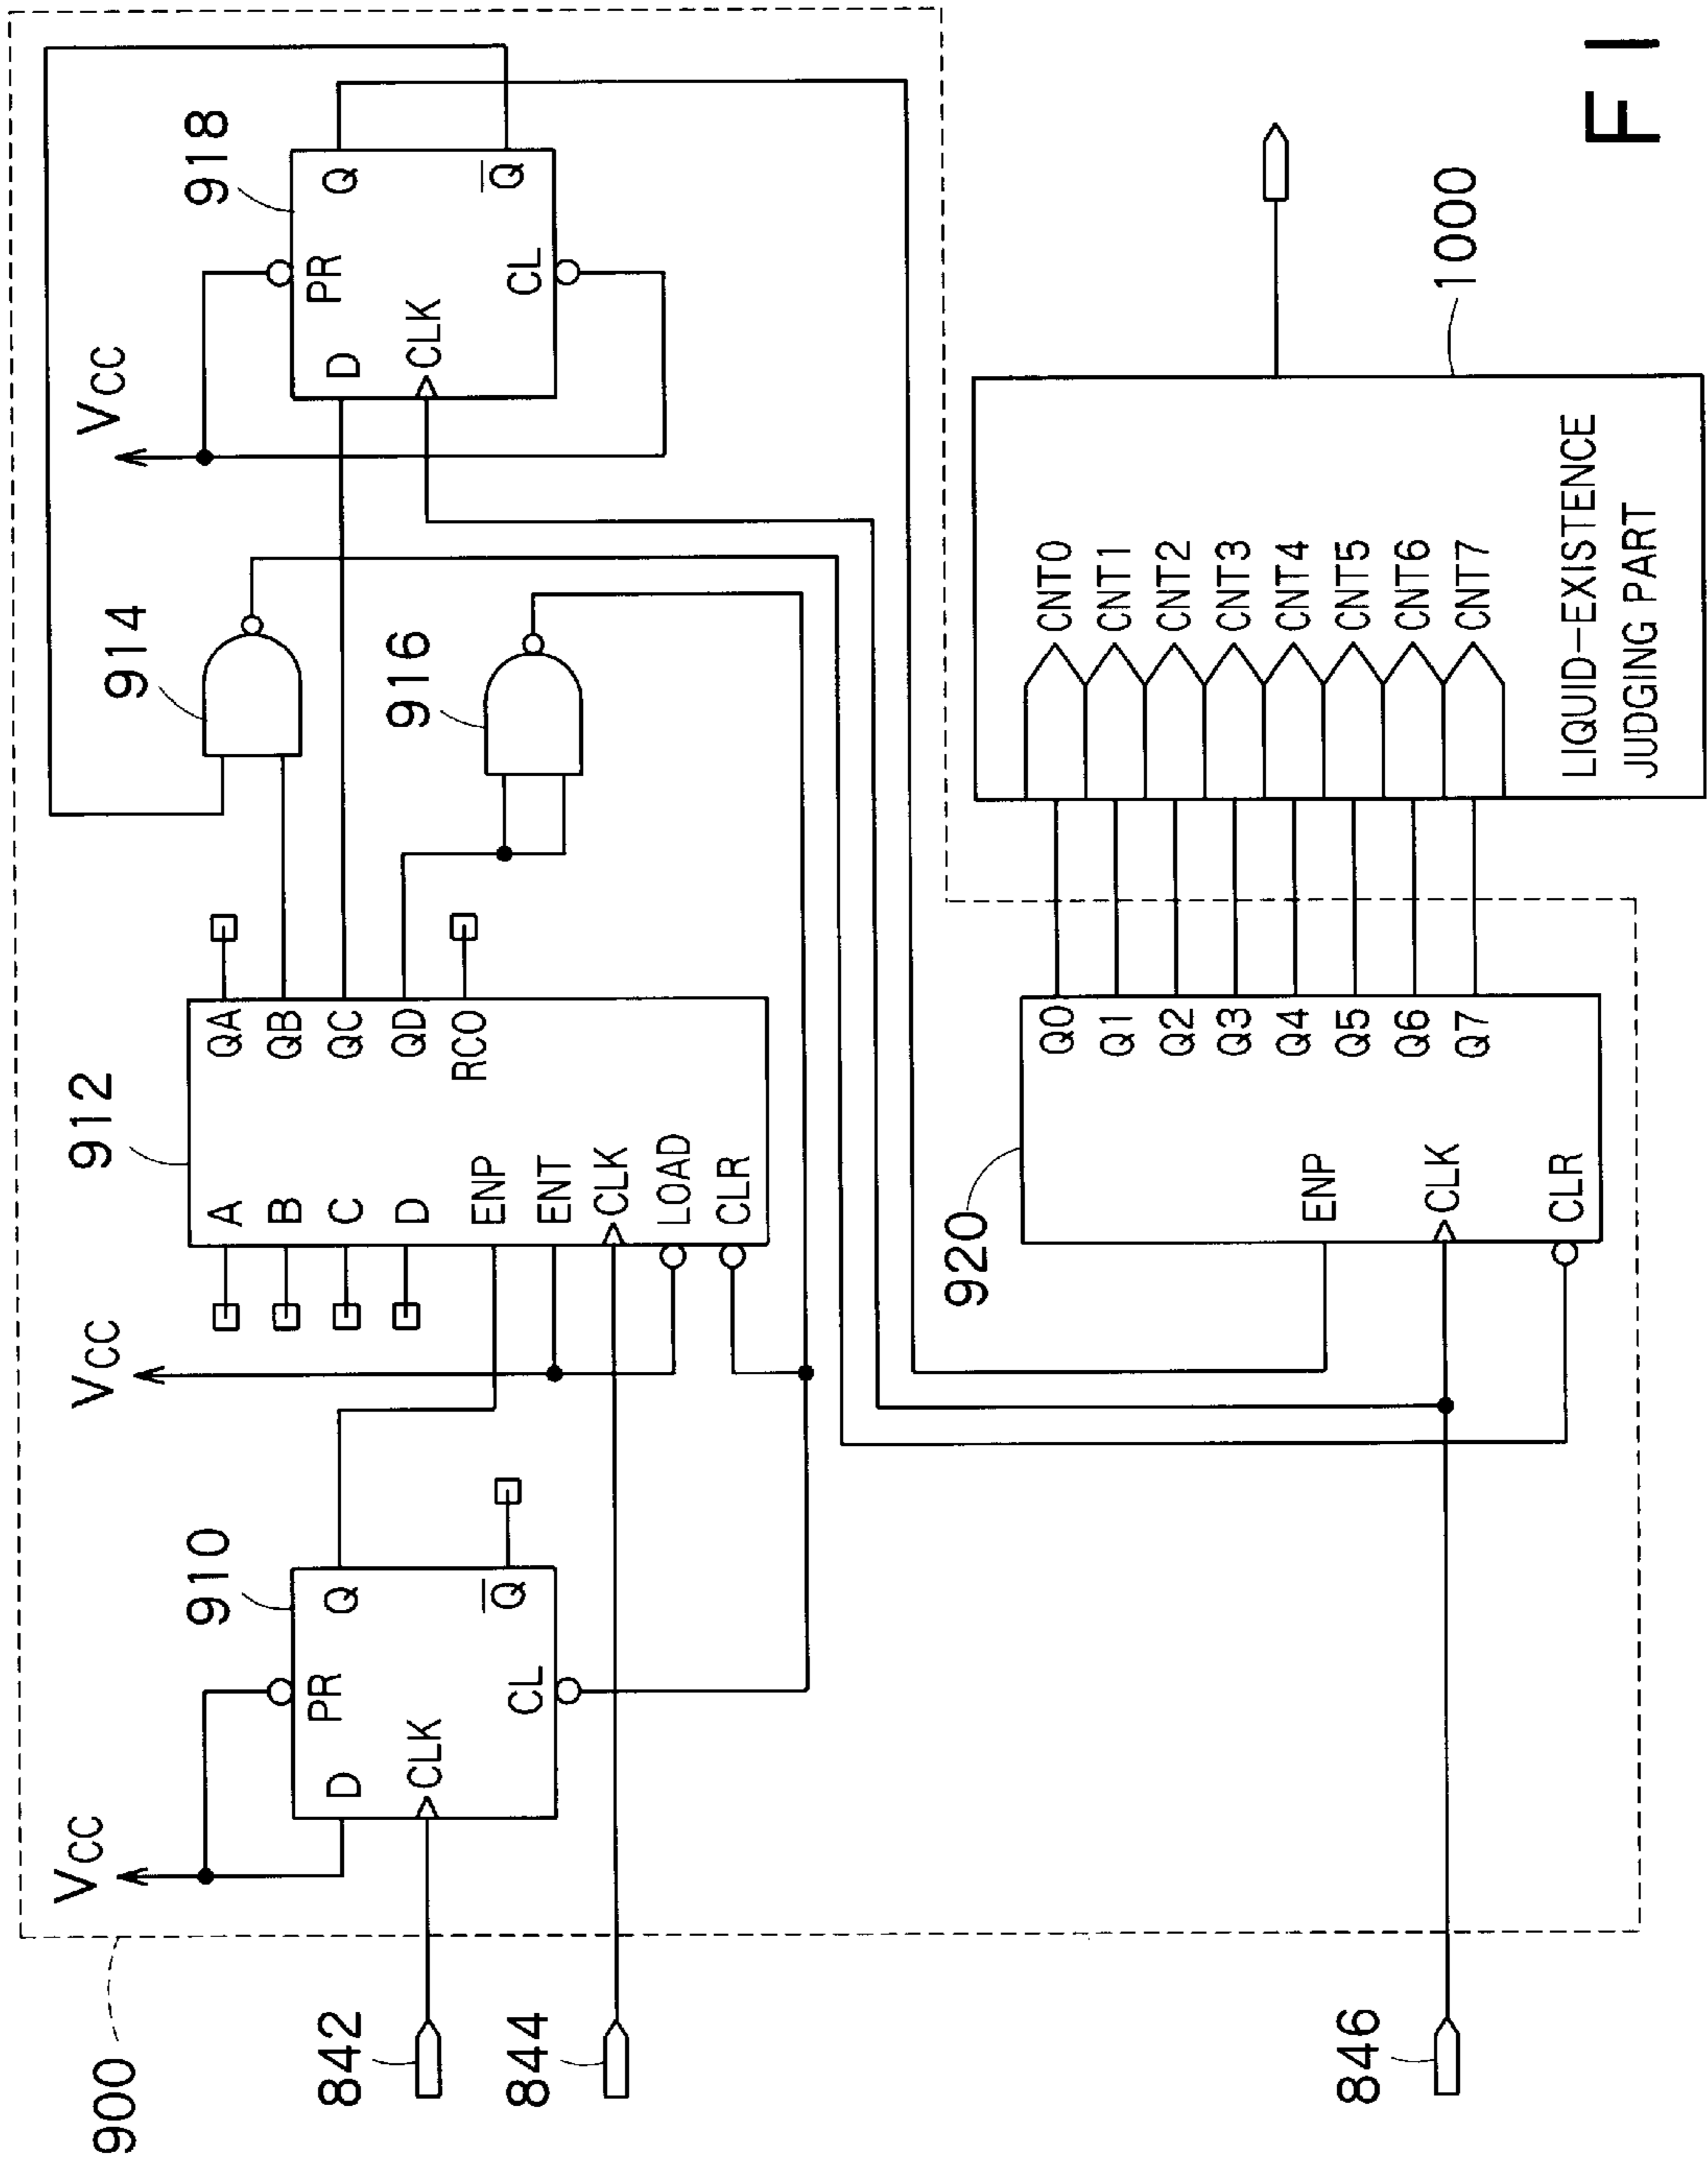 900
842
844
846
VCC
910
D
PR
Q
CLK
CL
Q
VCC
912
A
B
C
D
ENP
ENT
CLK
LOAD
CLR
QA
QB
QC
QD
RCO
914
916
VCC
918
D
PR
Q
CLK
CL
Q
920
ENP
CLK
CLR
Q0
Q1
Q2
Q3
Q4
Q5
Q6
Q7
CNT0
CNT1
CNT2
CNT3
CNT4
CNT5
CNT6
CNT7
LIQUID-EXISTENCE
JUDGING PART
1000
F I